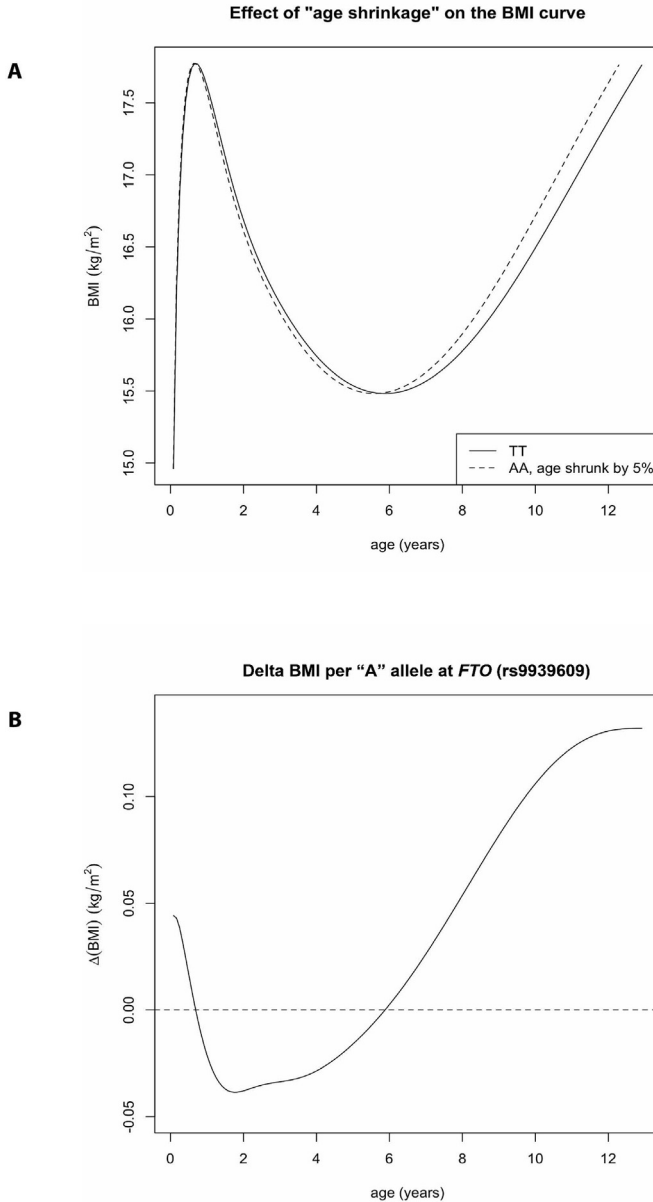 Effect of "age shrinkage" on the BMI curve
A
17.5
17.0
16.5
16.0
15.5
15.0
BMI (kg/m²)
TT
AA, age shrunk by 5%
0 2 4 6 8 10 12
age (years)
Delta BMI per “A” allele at FTO (rs9939609)
B
0.10
0.05
0.00
-0.05
Δ(BMI) (kg/m²)
0 2 4 6 8 10 12
age (years)